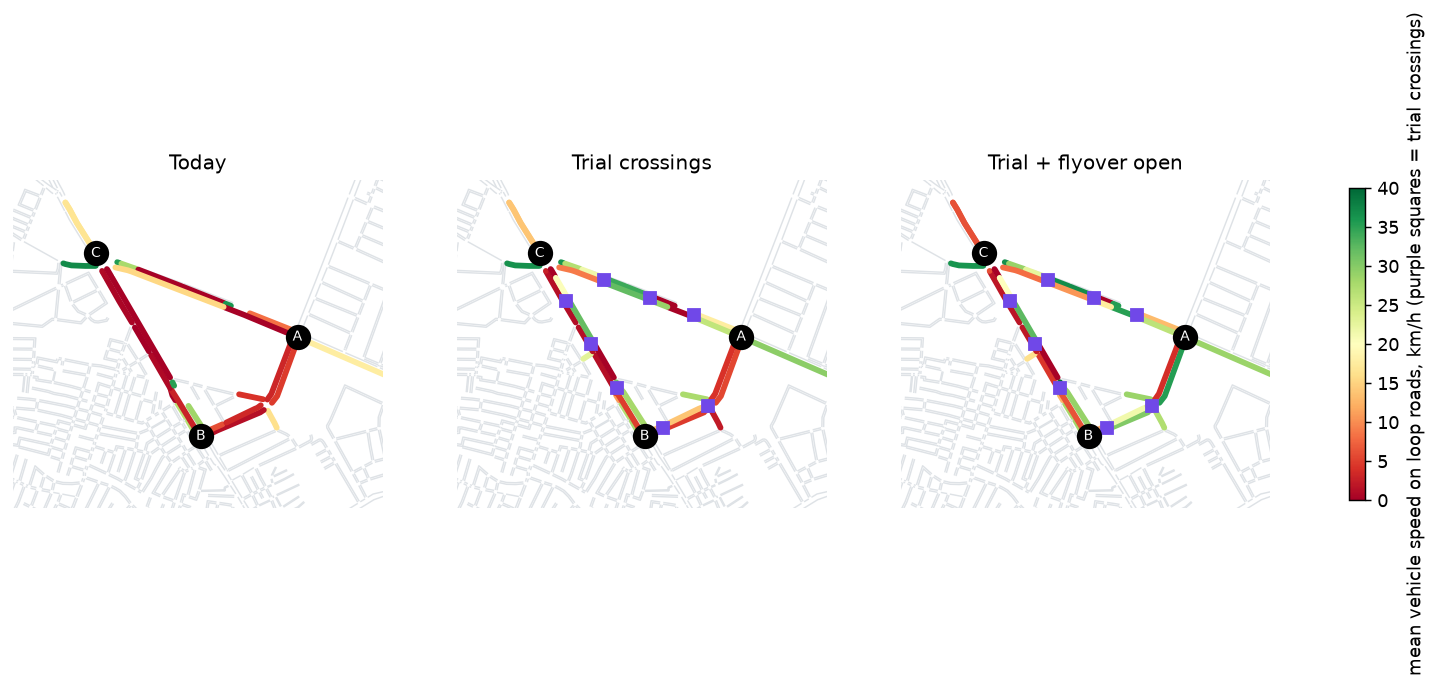 Today
Trial crossings
Trial + flyover open
C
A
B
C
A
B
C
A
B
40
35
30
25
20
15
10
5
0
mean vehicle speed on loop roads, km/h (purple squares = trial crossings)